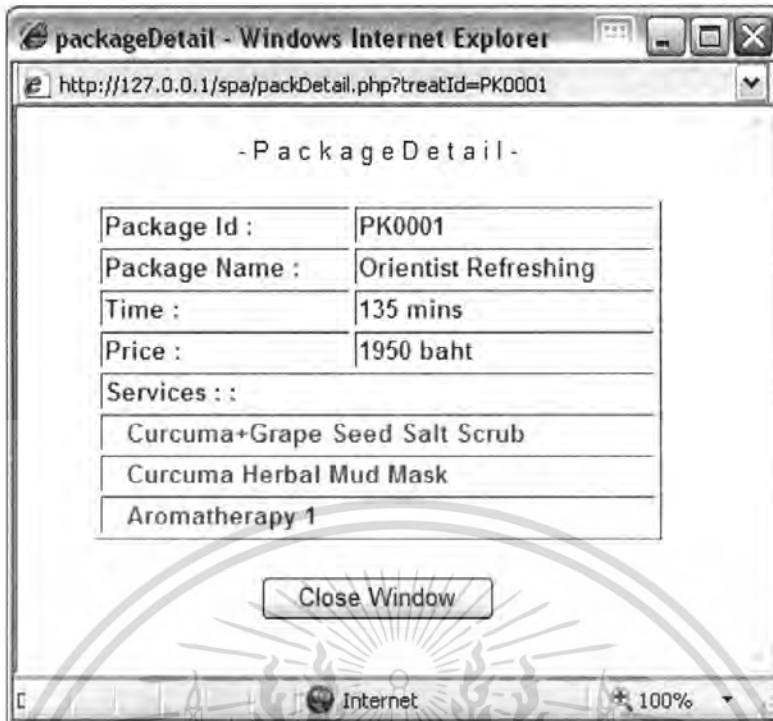 packageDetail - Windows Internet Explorer
http://127.0.0.1/spa/packDetail.php?treatId=PK0001
-PackageDetail-
Package Id : PK0001
Package Name : Orientist Refreshing
Time : 135 mins
Price : 1950 baht
Services : :
Curcuma+Grape Seed Salt Scrub
Curcuma Herbal Mud Mask
Aromatherapy 1
Close Window
Internet 100%